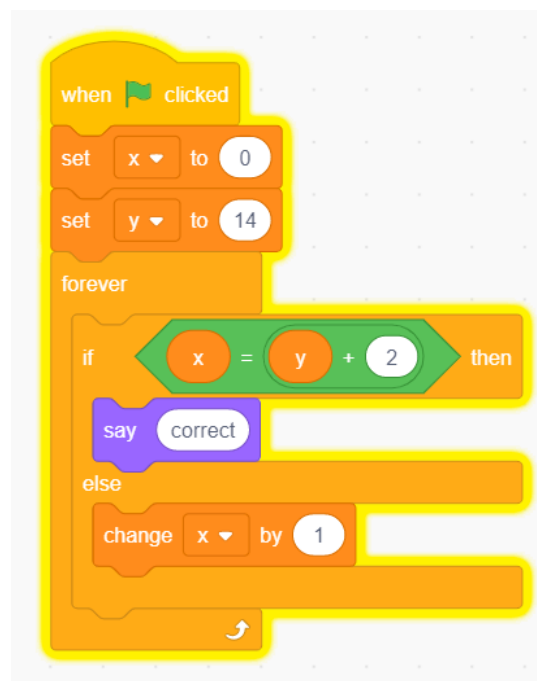 when clicked
set x to 0
set y to 14
forever
if x = y + 2 then
say correct
else
change x by 1